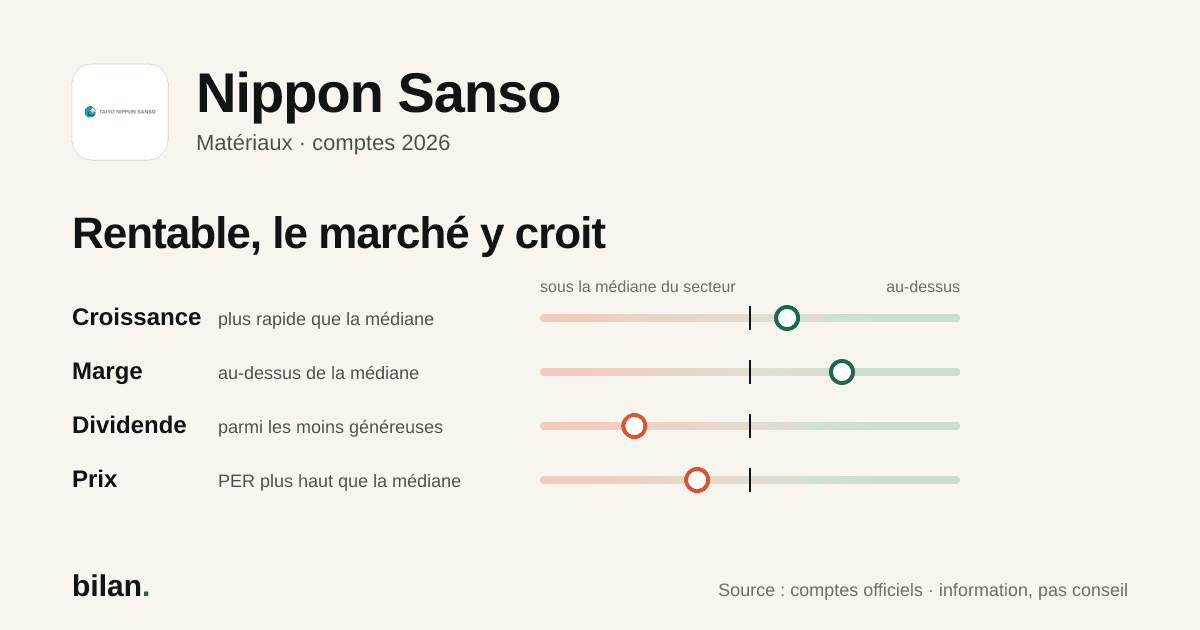 TAIYO NIPPON SANSO
Nippon Sanso
Matériaux · comptes 2026
Rentable, le marché y croit
sous la médiane du secteur au-dessus
Croissance plus rapide que la médiane
Marge au-dessus de la médiane
Dividende parmi les moins généreuses
Prix PER plus haut que la médiane
bilan.
Source : comptes officiels · information, pas conseil